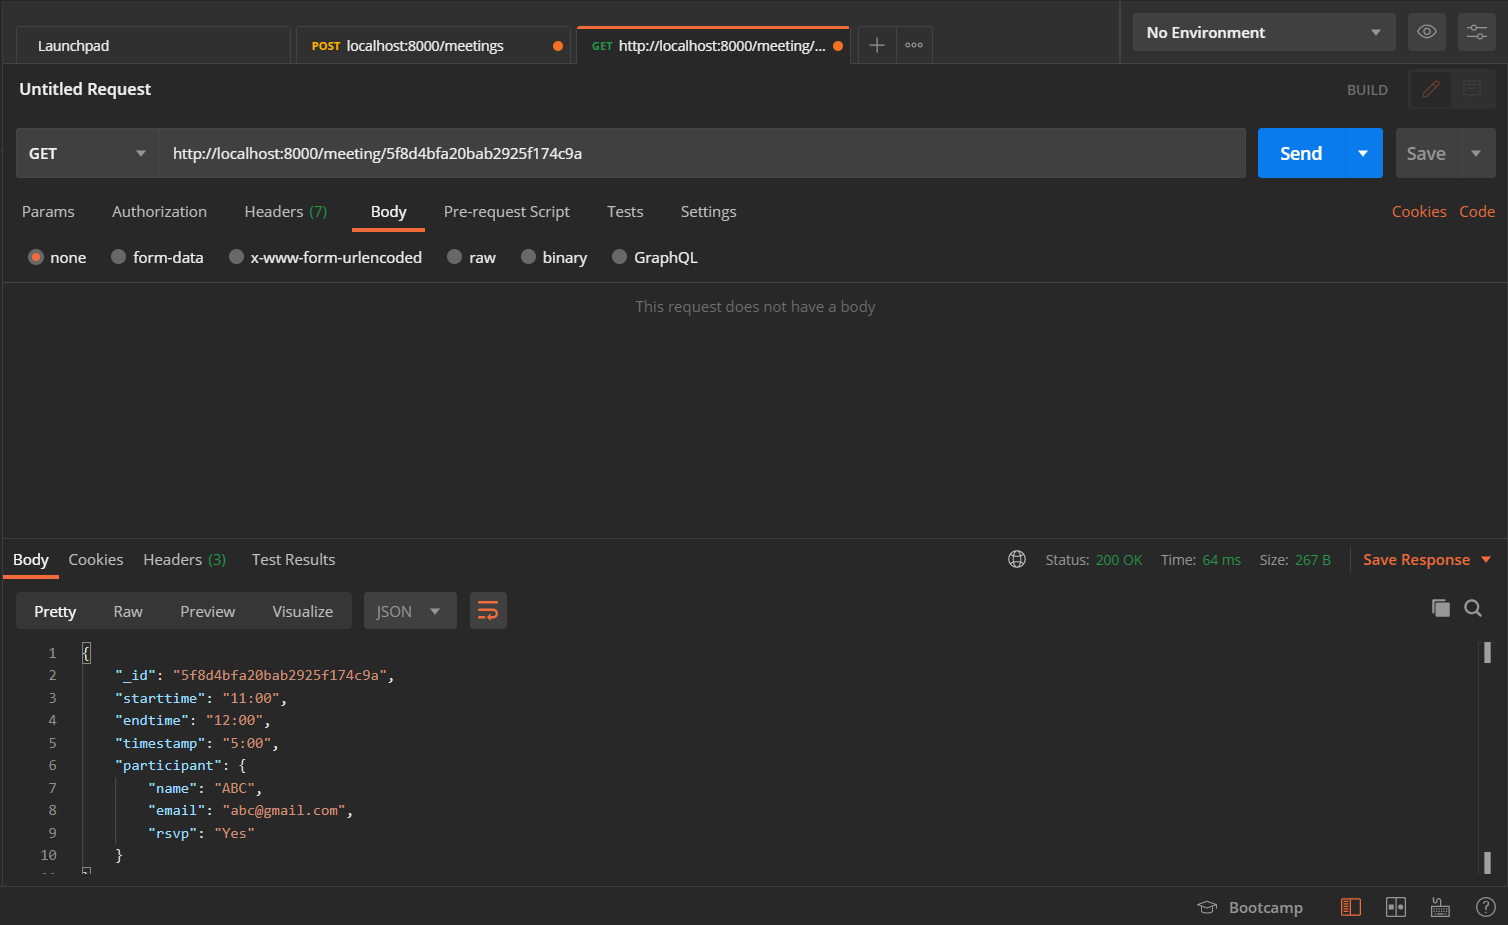 Launchpad
POST localhost:8000/meetings
GET http://localhost:8000/meeting/...
No Environment
Untitled Request
BUILD
GET http://localhost:8000/meeting/5f8d4bfa20bab2925f174c9a
Send
Save
Params Authorization Headers (7) Body Pre-request Script Tests Settings
Cookies Code
none form-data x-www-form-urlencoded raw binary GraphQL
This request does not have a body
Body Cookies Headers (3) Test Results
Status: 200 OK Time: 64 ms Size: 267 B Save Response
Pretty Raw Preview Visualize JSON
1 {
2 "_id": "5f8d4bfa20bab2925f174c9a",
3 "starttime": "11:00",
4 "endtime": "12:00",
5 "timestamp": "5:00",
6 "participant": {
7 "name": "ABC",
8 "email": "abc@gmail.com",
9 "rsvp": "Yes"
10 }
Bootcamp